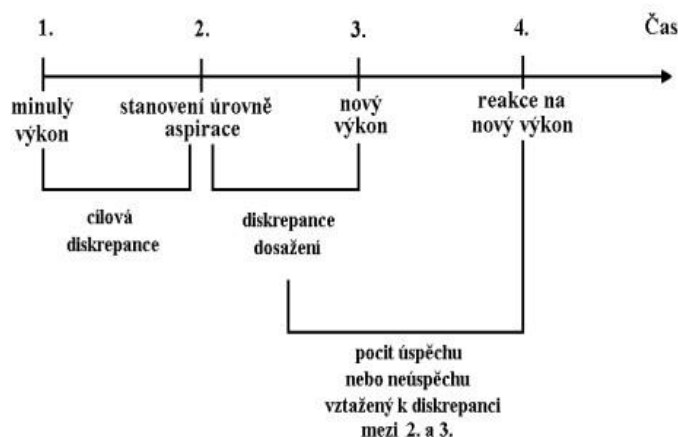 1. 2. 3. 4. Čas
minulý
výkon
stanovení úrovně
aspirace
nový
výkon
reakce na
nový výkon
cílová
diskrepance
diskrepance
dosažení
pocit úspěchu
nebo neúspěchu
vztažený k diskrepanci
mezi 2. a 3.